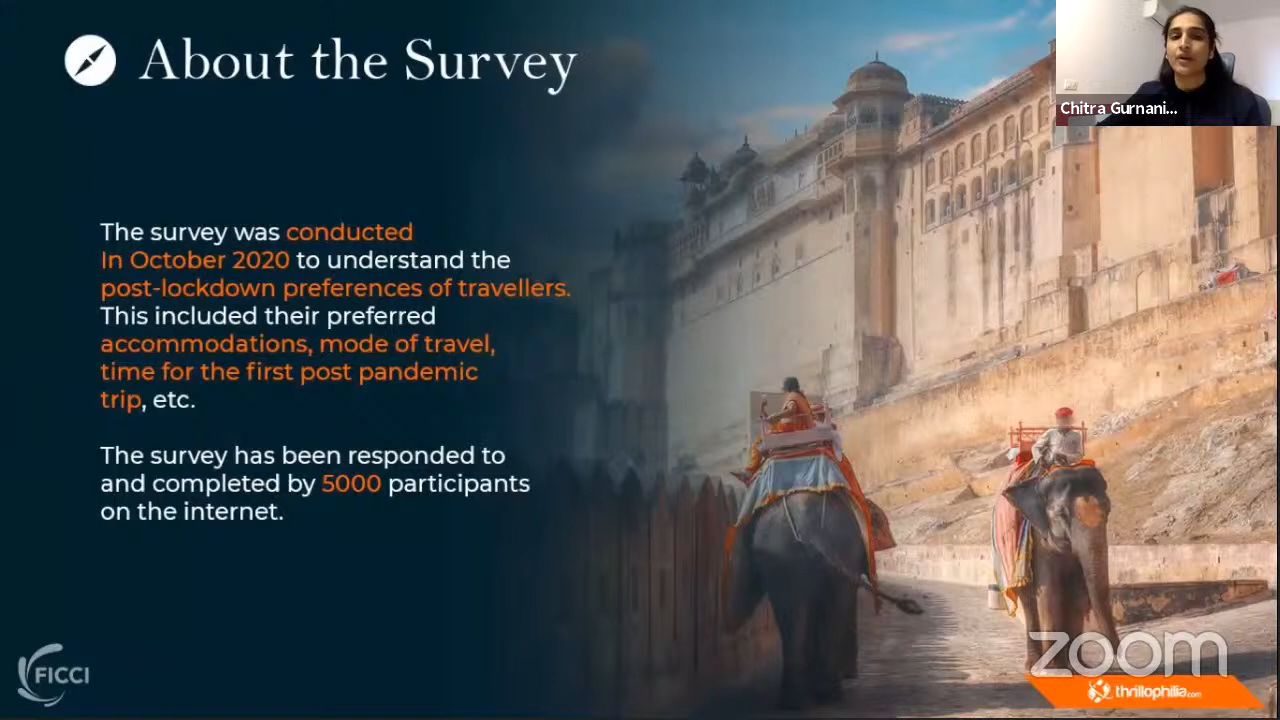 About the Survey
Chitra Gurnani...
The survey was conducted
In October 2020 to understand the
post-lockdown preferences of travellers.
This included their preferred
accommodations, mode of travel,
time for the first post pandemic
trip, etc.
The survey has been responded to
and completed by 5000 participants
on the internet.
FICCI
zoom
thrillophilia.com